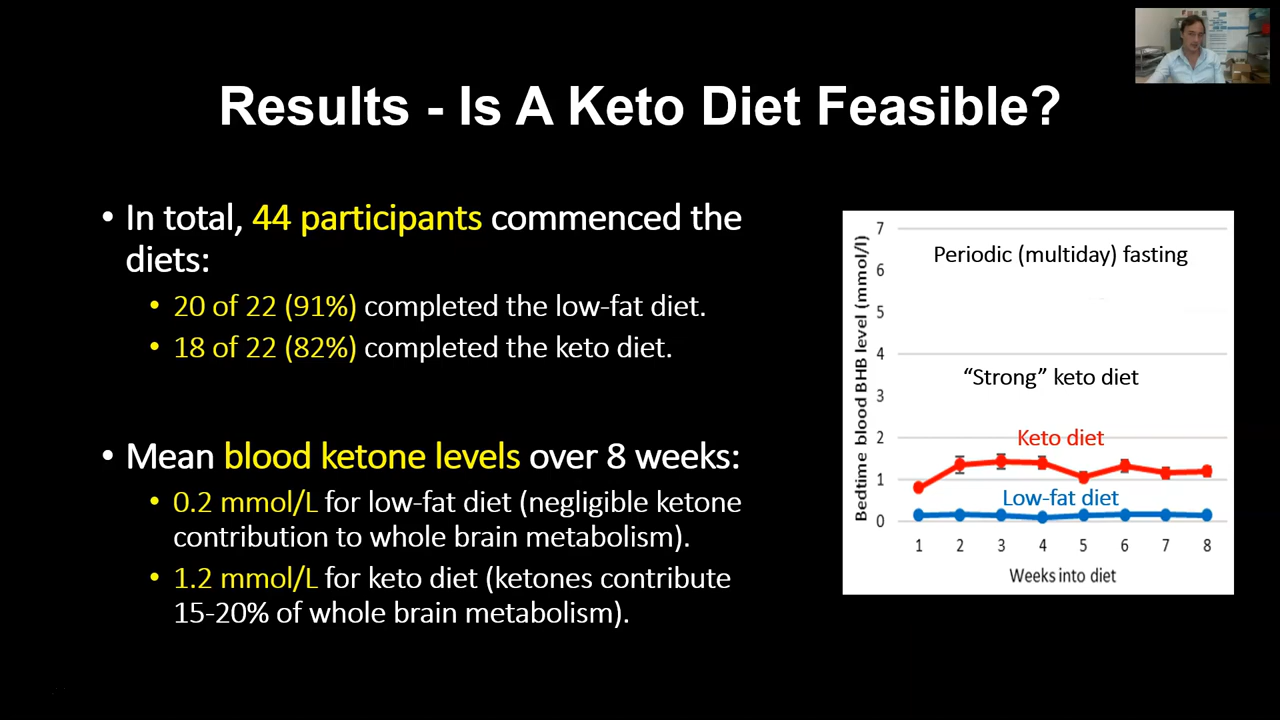 Results - Is A Keto Diet Feasible?
• In total, 44 participants commenced the
diets:
• 20 of 22 (91%) completed the low-fat diet.
• 18 of 22 (82%) completed the keto diet.
• Mean blood ketone levels over 8 weeks:
• 0.2 mmol/L for low-fat diet (negligible ketone
contribution to whole brain metabolism).
• 1.2 mmol/L for keto diet (ketones contribute
15-20% of whole brain metabolism).
Bedtime blood BHB level (mmol/l)
7
6
5
4
3
2
1
0
Periodic (multiday) fasting
“Strong” keto diet
Keto diet
Low-fat diet
1 2 3 4 5 6 7 8
Weeks into diet